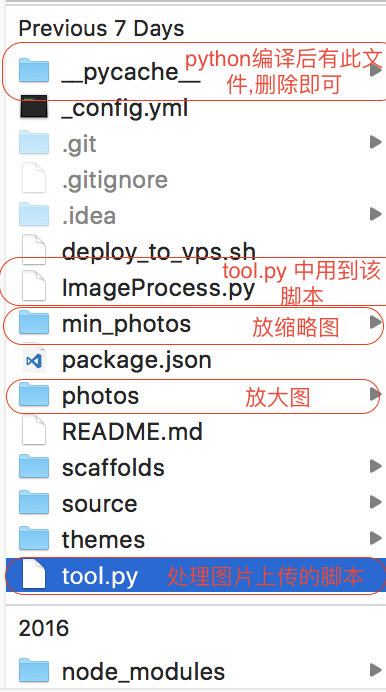 Previous 7 Days
__pycache__
python编译后有此文
件,删除即可
_config.yml
.git
.gitignore
.idea
deploy_to_vps.sh
ImageProcess.py
tool.py 中用到该
脚本
min_photos
放缩略图
package.json
photos
放大图
README.md
scaffolds
source
themes
tool.py
处理图片上传的脚本
2016
node_modules